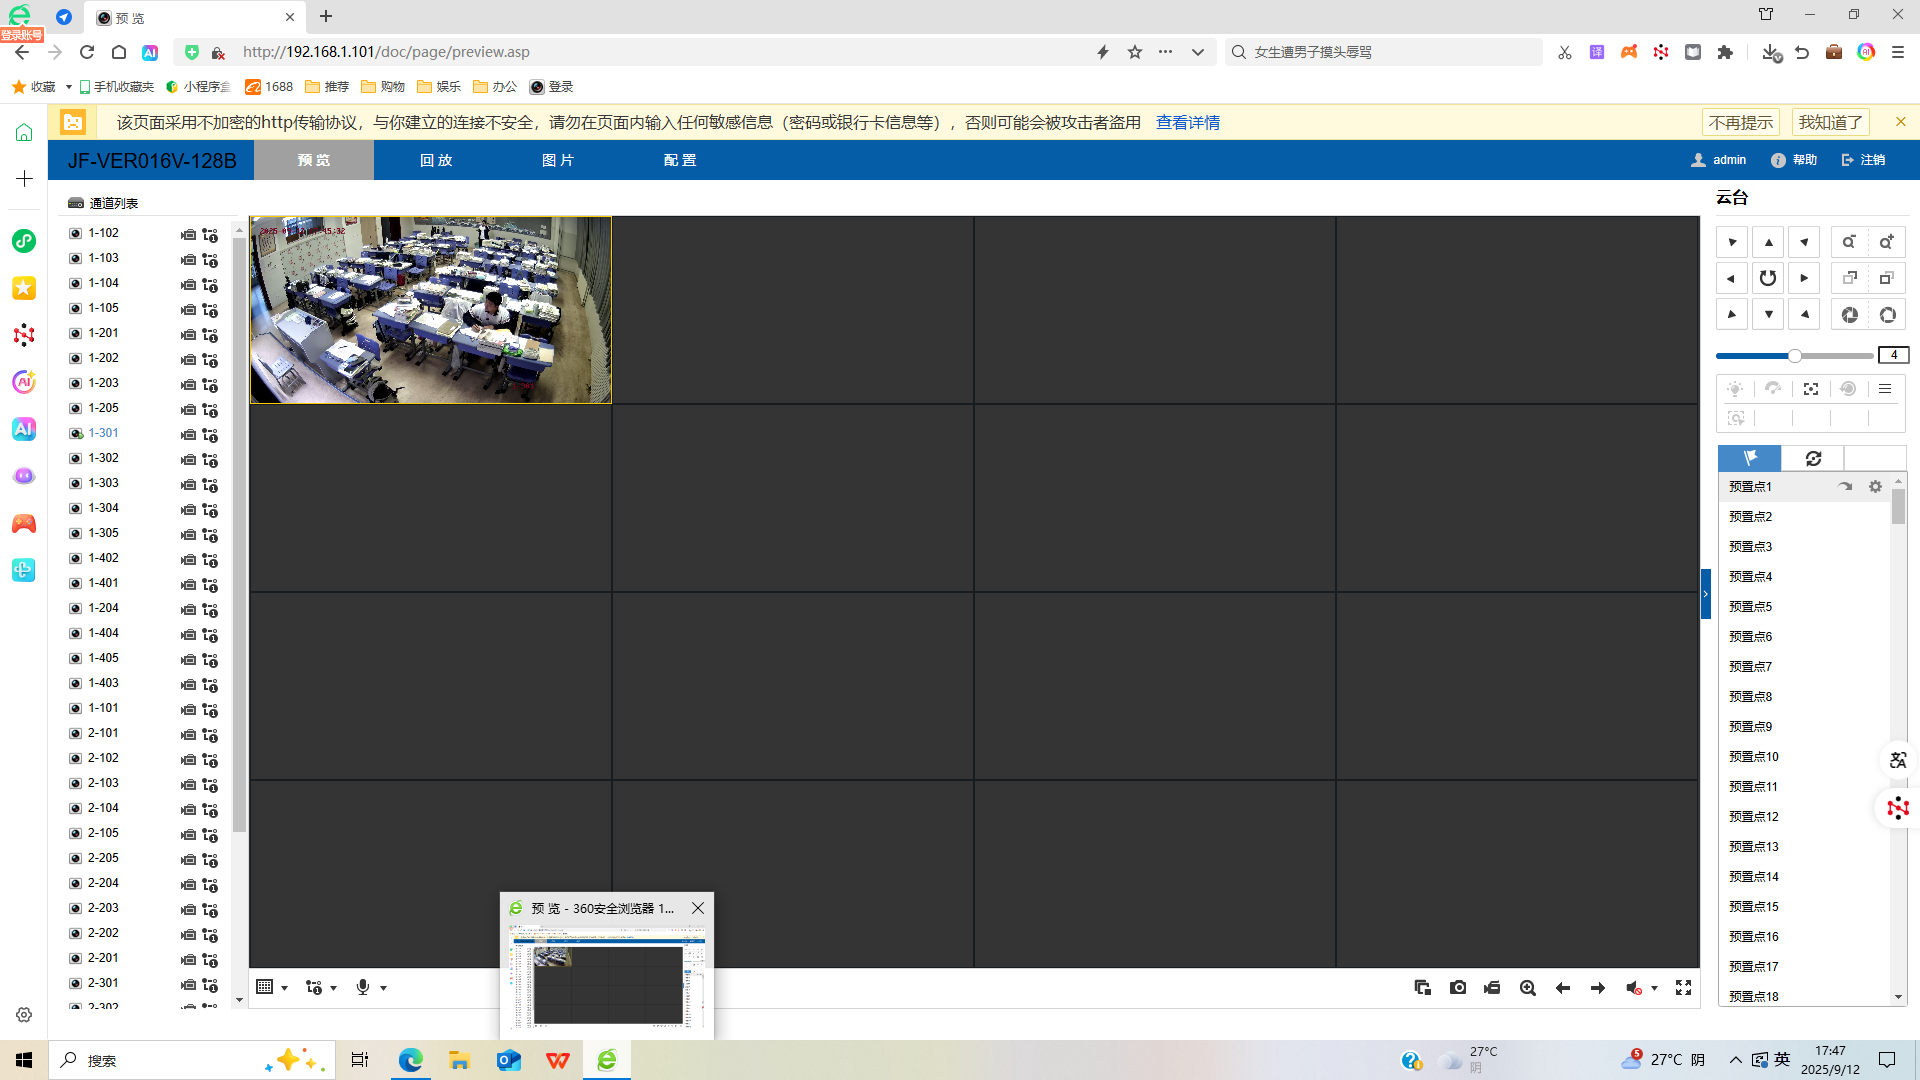 登录账号
预 览
http://192.168.1.101/doc/page/preview.asp
女生遭男子摸头辱骂
收藏
手机收藏夹
小程序盒
1688
推荐
购物
娱乐
办公
登录
该页面采用不加密的http传输协议，与你建立的连接不安全，请勿在页面内输入任何敏感信息（密码或银行卡信息等），否则可能会被攻击者盗用 查看详情
不再提示
我知道了
JF-VER016V-128B
预 览
回 放
图 片
配 置
admin
帮助
注销
通道列表
1-102
1-103
1-104
1-105
1-201
1-202
1-203
1-205
1-301
1-302
1-303
1-304
1-305
1-402
1-401
1-204
1-404
1-405
1-403
1-101
2-101
2-102
2-103
2-104
2-105
2-205
2-204
2-203
2-202
2-201
2-301
2-302
云台
4
预置点1
预置点2
预置点3
预置点4
预置点5
预置点6
预置点7
预置点8
预置点9
预置点10
预置点11
预置点12
预置点13
预置点14
预置点15
预置点16
预置点17
预置点18
预 览 - 360安全浏览器 1...
搜索
27°C
阴
5
27°C 阴
英
17:47
2025/9/12